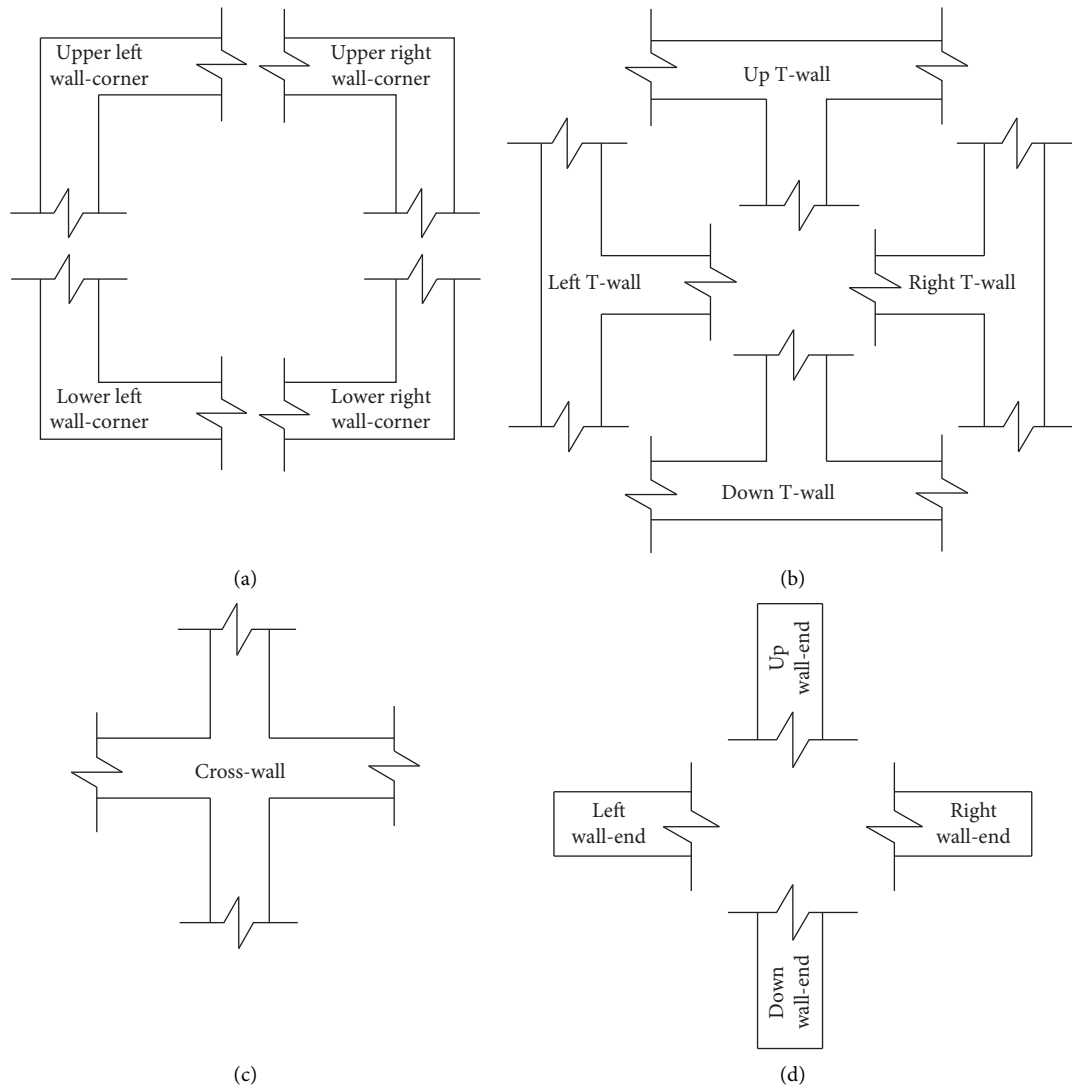 Upper left
wall-corner
Upper right
wall-corner
Lower left
wall-corner
Lower right
wall-corner
(a)
Up T-wall
Left T-wall
Right T-wall
Down T-wall
(b)
Cross-wall
(c)
Up
wall-end
Left
wall-end
Right
wall-end
Down
wall-end
(d)